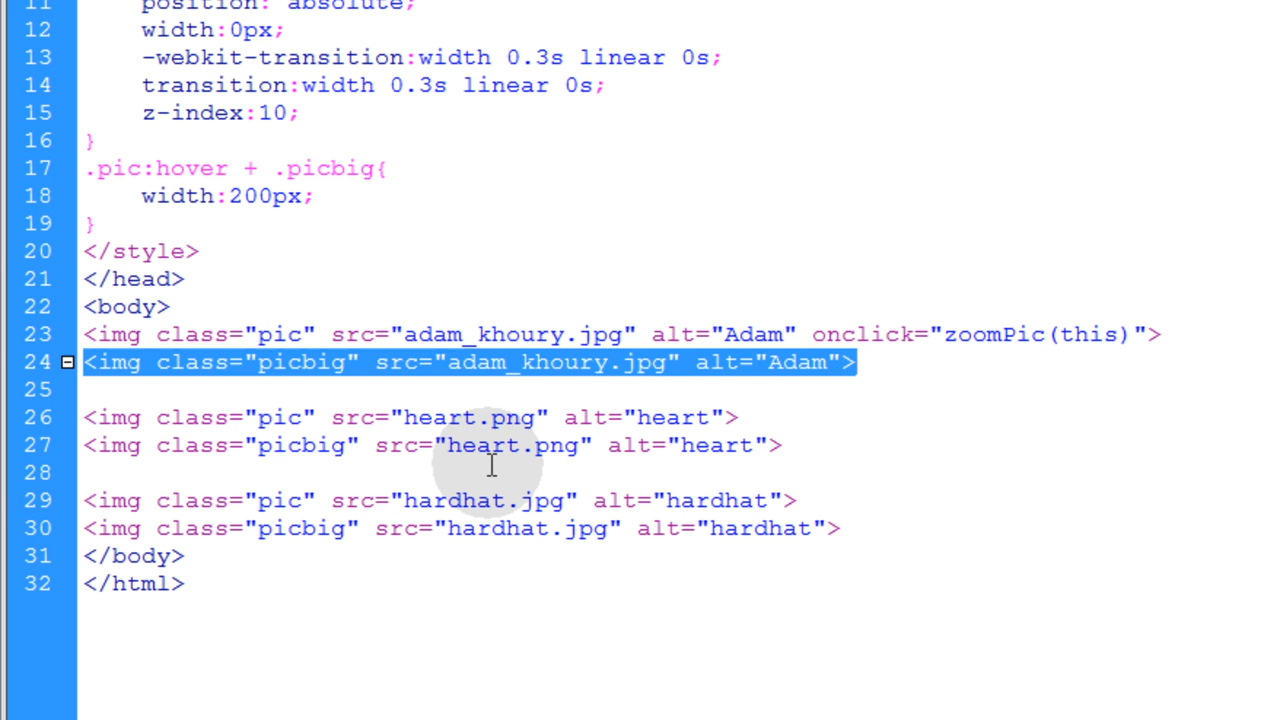 11 position: absolute;
12 width:0px;
13 -webkit-transition:width 0.3s linear 0s;
14 transition:width 0.3s linear 0s;
15 z-index:10;
16 }
17 .pic:hover + .picbig{
18 width:200px;
19 }
20 </style>
21 </head>
22 <body>
23 <img class="pic" src="adam_khoury.jpg" alt="Adam" onclick="zoomPic(this)">
24 <img class="picbig" src="adam_khoury.jpg" alt="Adam">
25
26 <img class="pic" src="heart.png" alt="heart">
27 <img class="picbig" src="heart.png" alt="heart">
28
29 <img class="pic" src="hardhat.jpg" alt="hardhat">
30 <img class="picbig" src="hardhat.jpg" alt="hardhat">
31 </body>
32 </html>